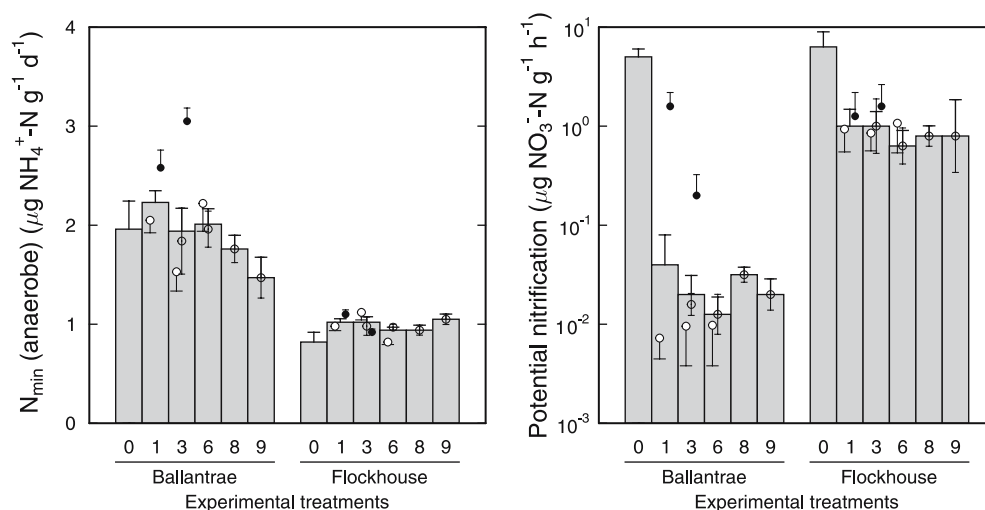 N_min (anaerobe) (μg NH₄⁺-N g⁻¹ d⁻¹)
4
3
2
1
0
0 1 3 6 8 9 0 1 3 6 8 9
Ballantrae Flockhouse
Experimental treatments
Potential nitrification (μg NO₃⁻-N g⁻¹ h⁻¹)
10¹
10⁰
10⁻¹
10⁻²
10⁻³
0 1 3 6 8 9 0 1 3 6 8 9
Ballantrae Flockhouse
Experimental treatments